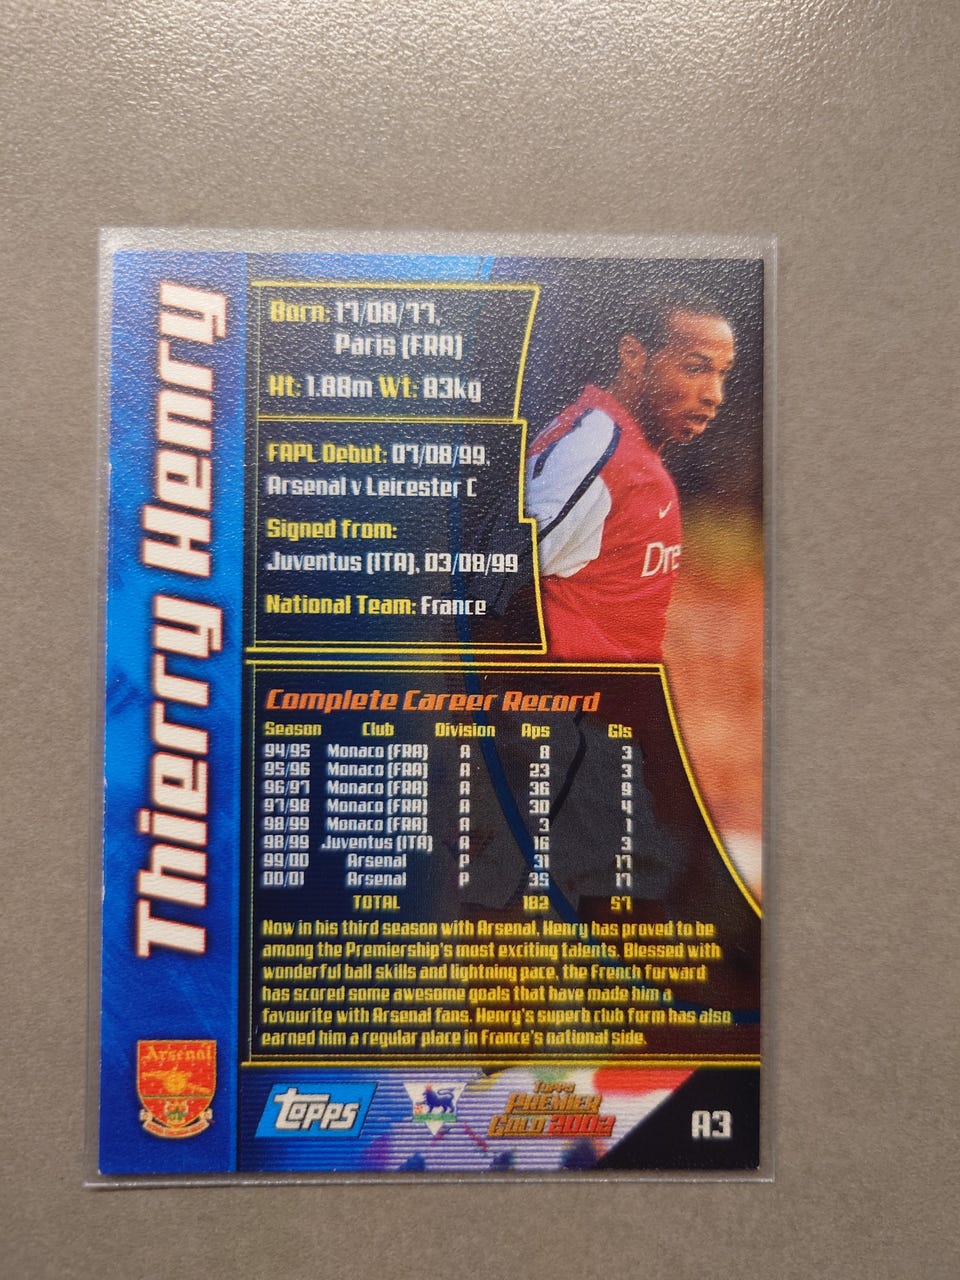 Thierry Henry
Born: 17/08/77,
Paris (FRA)
Ht: 1.88m Wt: 83kg
FAPL Debut: 07/08/99,
Arsenal v Leicester C
Signed from:
Juventus (ITA), 03/08/99
National Team: France
Dre
Complete Career Record
Season Club Division Aps Gls
94/95 Monaco (FRA) A 8 3
95/96 Monaco (FRA) A 23 3
96/97 Monaco (FRA) A 36 9
97/98 Monaco (FRA) A 30 4
98/99 Monaco (FRA) A 3 1
98/99 Juventus (ITA) A 16 3
99/00 Arsenal P 31 17
00/01 Arsenal P 35 17
TOTAL 182 57
Now in his third season with Arsenal, Henry has proved to be
among the Premiership's most exciting talents. Blessed with
wonderful ball skills and lightning pace, the French forward
has scored some awesome goals that have made him a
favourite with Arsenal fans. Henry's superb club form has also
earned him a regular place in France's national side.
Arsenal
Topps
Topps
PREMIER
GOLD 2002
A3